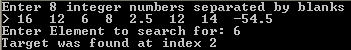 Enter 8 integer numbers separated by blanks
> 16  12  6  8  2.5  12  14  -54.5
Enter Element to search for: 6
Target was found at index 2